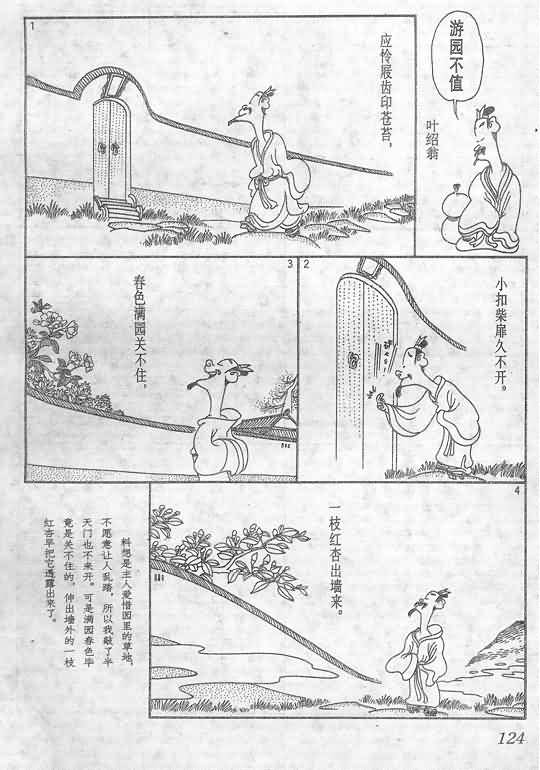 游园不值
叶绍翁
1
应怜屐齿印苍苔，
2
小扣柴扉久不开。
3
春色满园关不住，
4
一枝红杏出墙来。
料想是主人爱惜园里的草地，
不愿意让人乱踏，所以我敲了半
天门也不来开。可是满园春色毕
竟是关不住的，伸出墙外的一枝
红杏早把它透露出来了。
124